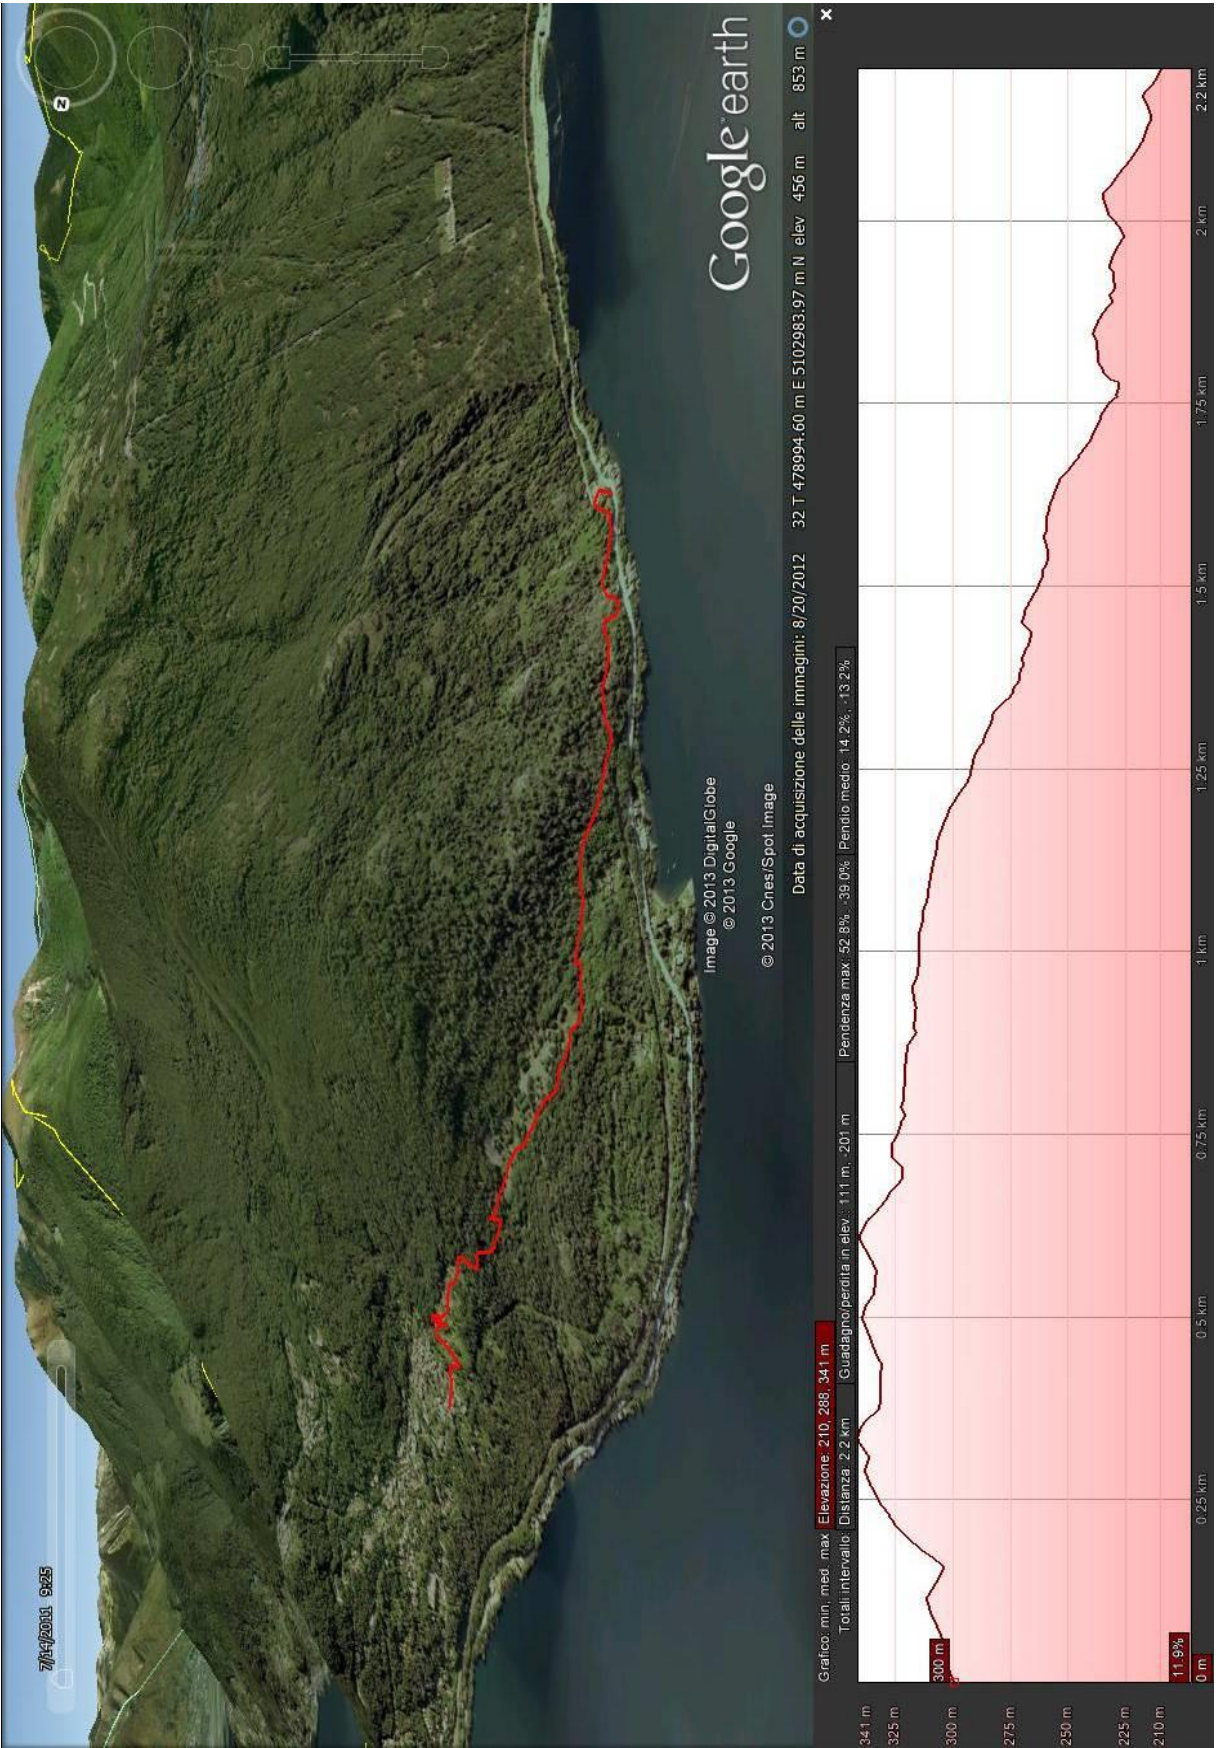 7/14/2011 9:25
N
Image © 2013 DigitalGlobe
© 2013 Google
© 2013 Cnes/Spot Image
Google earth
Data di acquisizione delle immagini: 8/20/2012 32 T 478994.60 m E 5102983.97 m N elev 456 m alt 853 m
Grafico: min, med, max Elevazione: 210, 288, 341 m
Totali intervallo: Distanza: 2.2 km Guadagno/perdita in elev.: 111 m, -201 m Pendenza max: 52.8%, -39.0% Pendio medio: 14.2%, -13.2%
341 m
325 m
300 m
300 m
275 m
250 m
225 m
210 m
11.9%
0 m 0.25 km 0.5 km 0.75 km 1 km 1.25 km 1.5 km 1.75 km 2 km 2.2 km